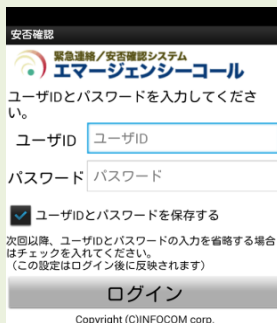 安否確認
緊急連絡／安否確認システム
エマージェンシーコール
ユーザIDとパスワードを入力してくださ
い。
ユーザID ユーザID
パスワード パスワード
ユーザIDとパスワードを保存する
次回以降、ユーザIDとパスワードの入力を省略する場合
はチェックを入れてください。
（この設定はログイン後に反映されます）
ログイン
Copyright (C)INFOCOM corp.